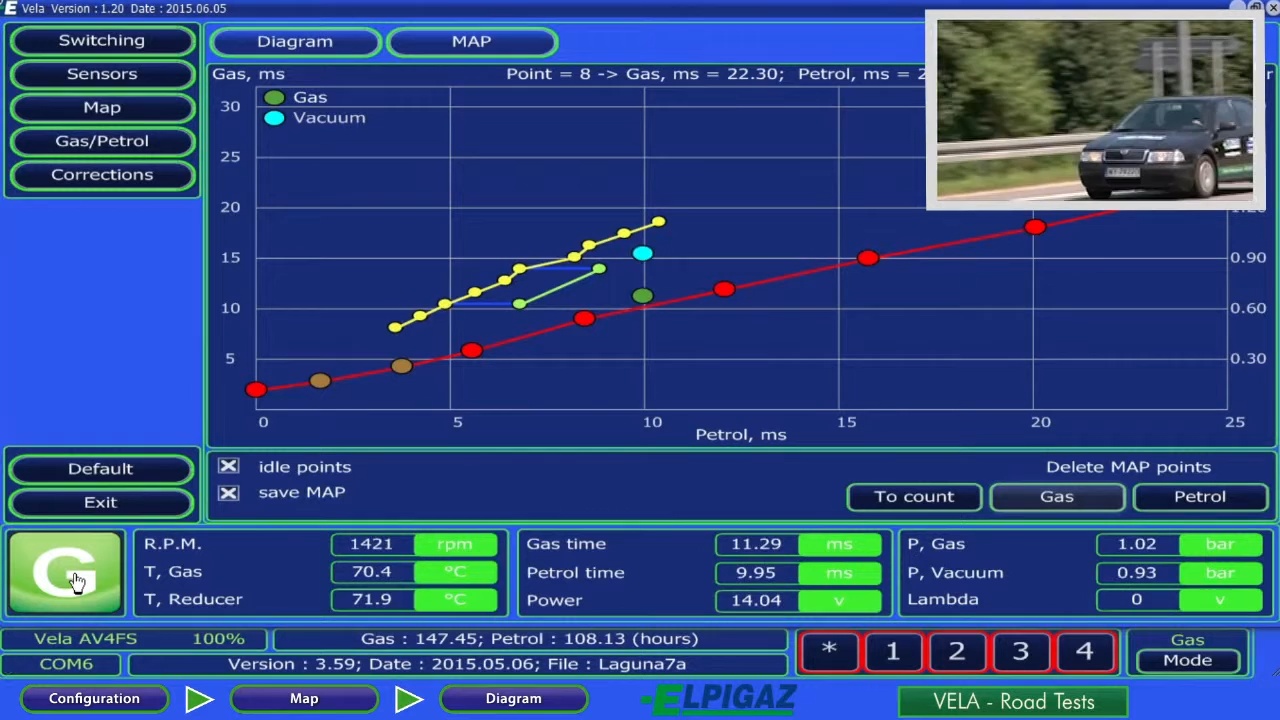 Vela Version : 1.20 Date : 2015.06.05
Switching
Sensors
Map
Gas/Petrol
Corrections
Diagram
MAP
Gas, ms
Point = 8 -> Gas, ms = 22.30; Petrol, ms = 2
Gas
Vacuum
30
25
20
15
10
5
0.90
0.60
0.30
0
5
10
15
20
25
Petrol, ms
Default
Exit
idle points
save MAP
Delete MAP points
To count
Gas
Petrol
G
R.P.M. 1421 rpm
T, Gas 70.4 °C
T, Reducer 71.9 °C
Gas time 11.29 ms
Petrol time 9.95 ms
Power 14.04 v
P, Gas 1.02 bar
P, Vacuum 0.93 bar
Lambda 0 v
Vela AV4FS 100%
Gas : 147.45; Petrol : 108.13 (hours)
COM6
Version : 3.59; Date : 2015.05.06; File : Laguna7a
* 1 2 3 4
Gas
Mode
Configuration
Map
Diagram
ELPIGAZ
VELA - Road Tests